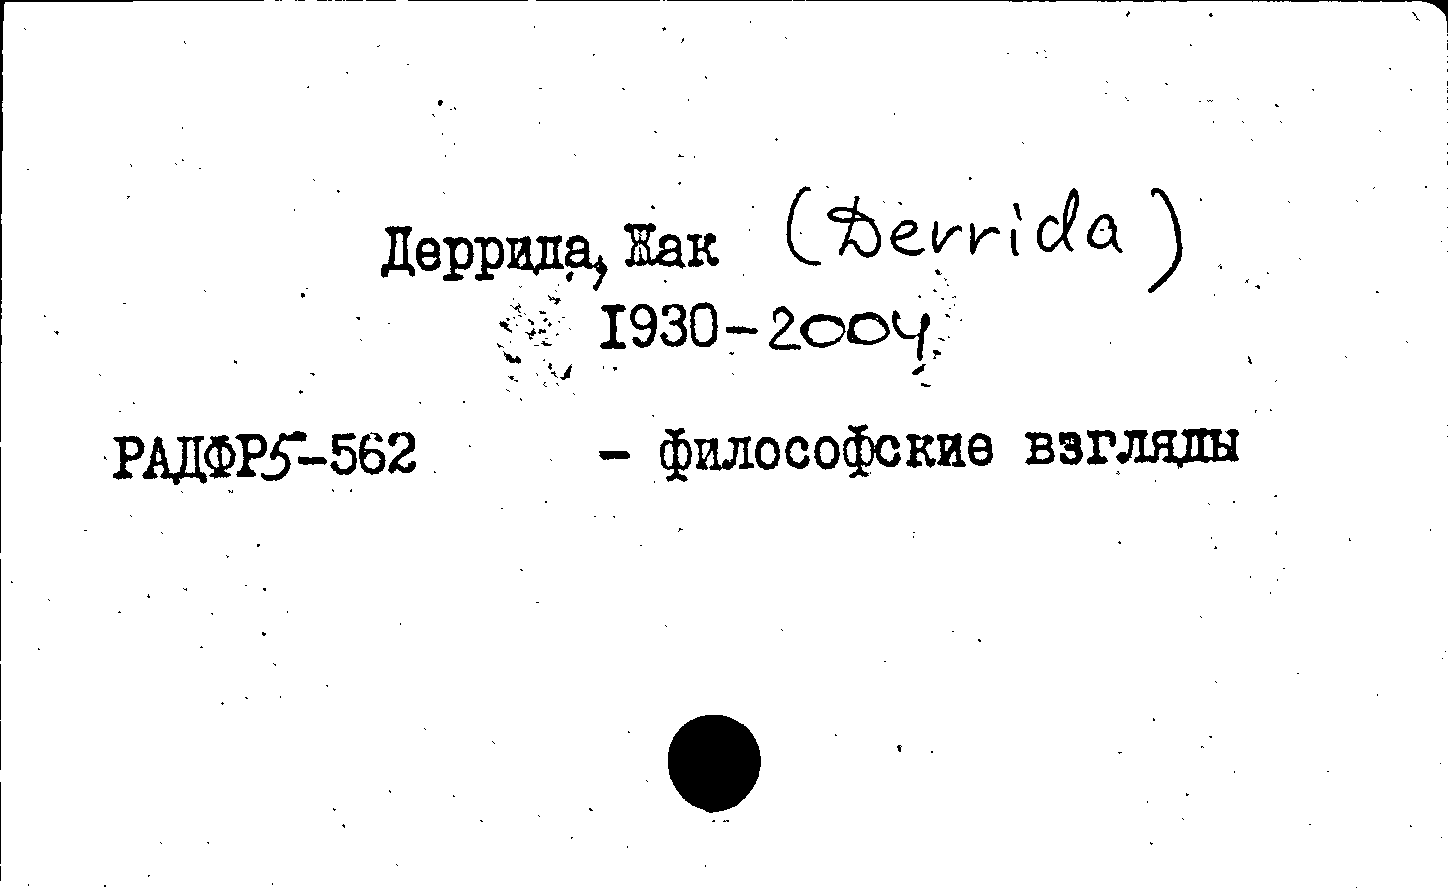 Деррида, Жак (Derrida)
1930-2004
РАДФР5-562 - философские взгляды